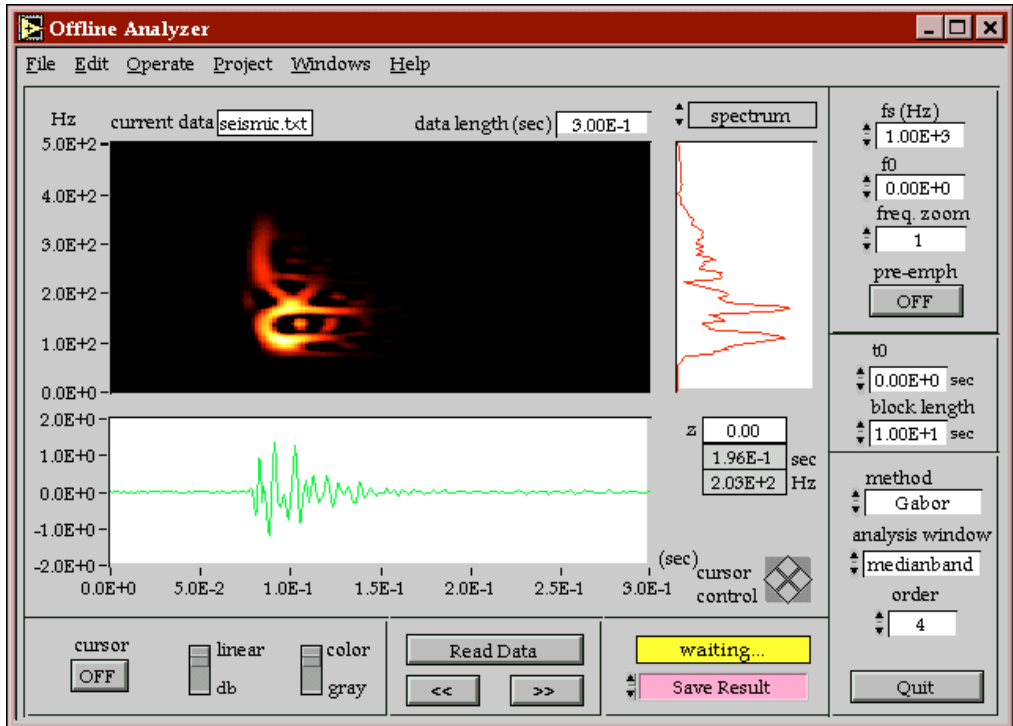 Offline Analyzer
File Edit Operate Project Windows Help
Hz
current data seismic.txt
data length (sec) 3.00E-1
spectrum
5.0E+2
4.0E+2
3.0E+2
2.0E+2
1.0E+2
0.0E+0
2.0E+0
1.0E+0
0.0E+0
-1.0E+0
-2.0E+0
0.0E+0 5.0E-2 1.0E-1 1.5E-1 2.0E-1 2.5E-1 3.0E-1
(sec)
z 0.00
1.96E-1 sec
2.03E+2 Hz
cursor
control
fs (Hz)
1.00E+3
f0
0.00E+0
freq. zoom
1
pre-emph
OFF
t0
0.00E+0 sec
block length
1.00E+1 sec
method
Gabor
analysis window
medianband
order
4
cursor
OFF
linear
db
color
gray
Read Data
<< >>
waiting...
Save Result
Quit